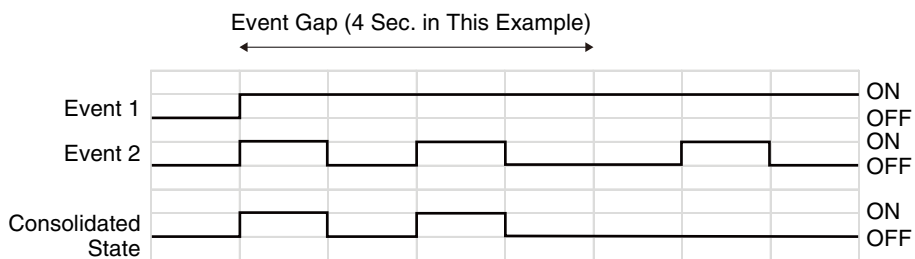 Event Gap (4 Sec. in This Example)
Event 1
ON
OFF
Event 2
ON
OFF
Consolidated
State
ON
OFF